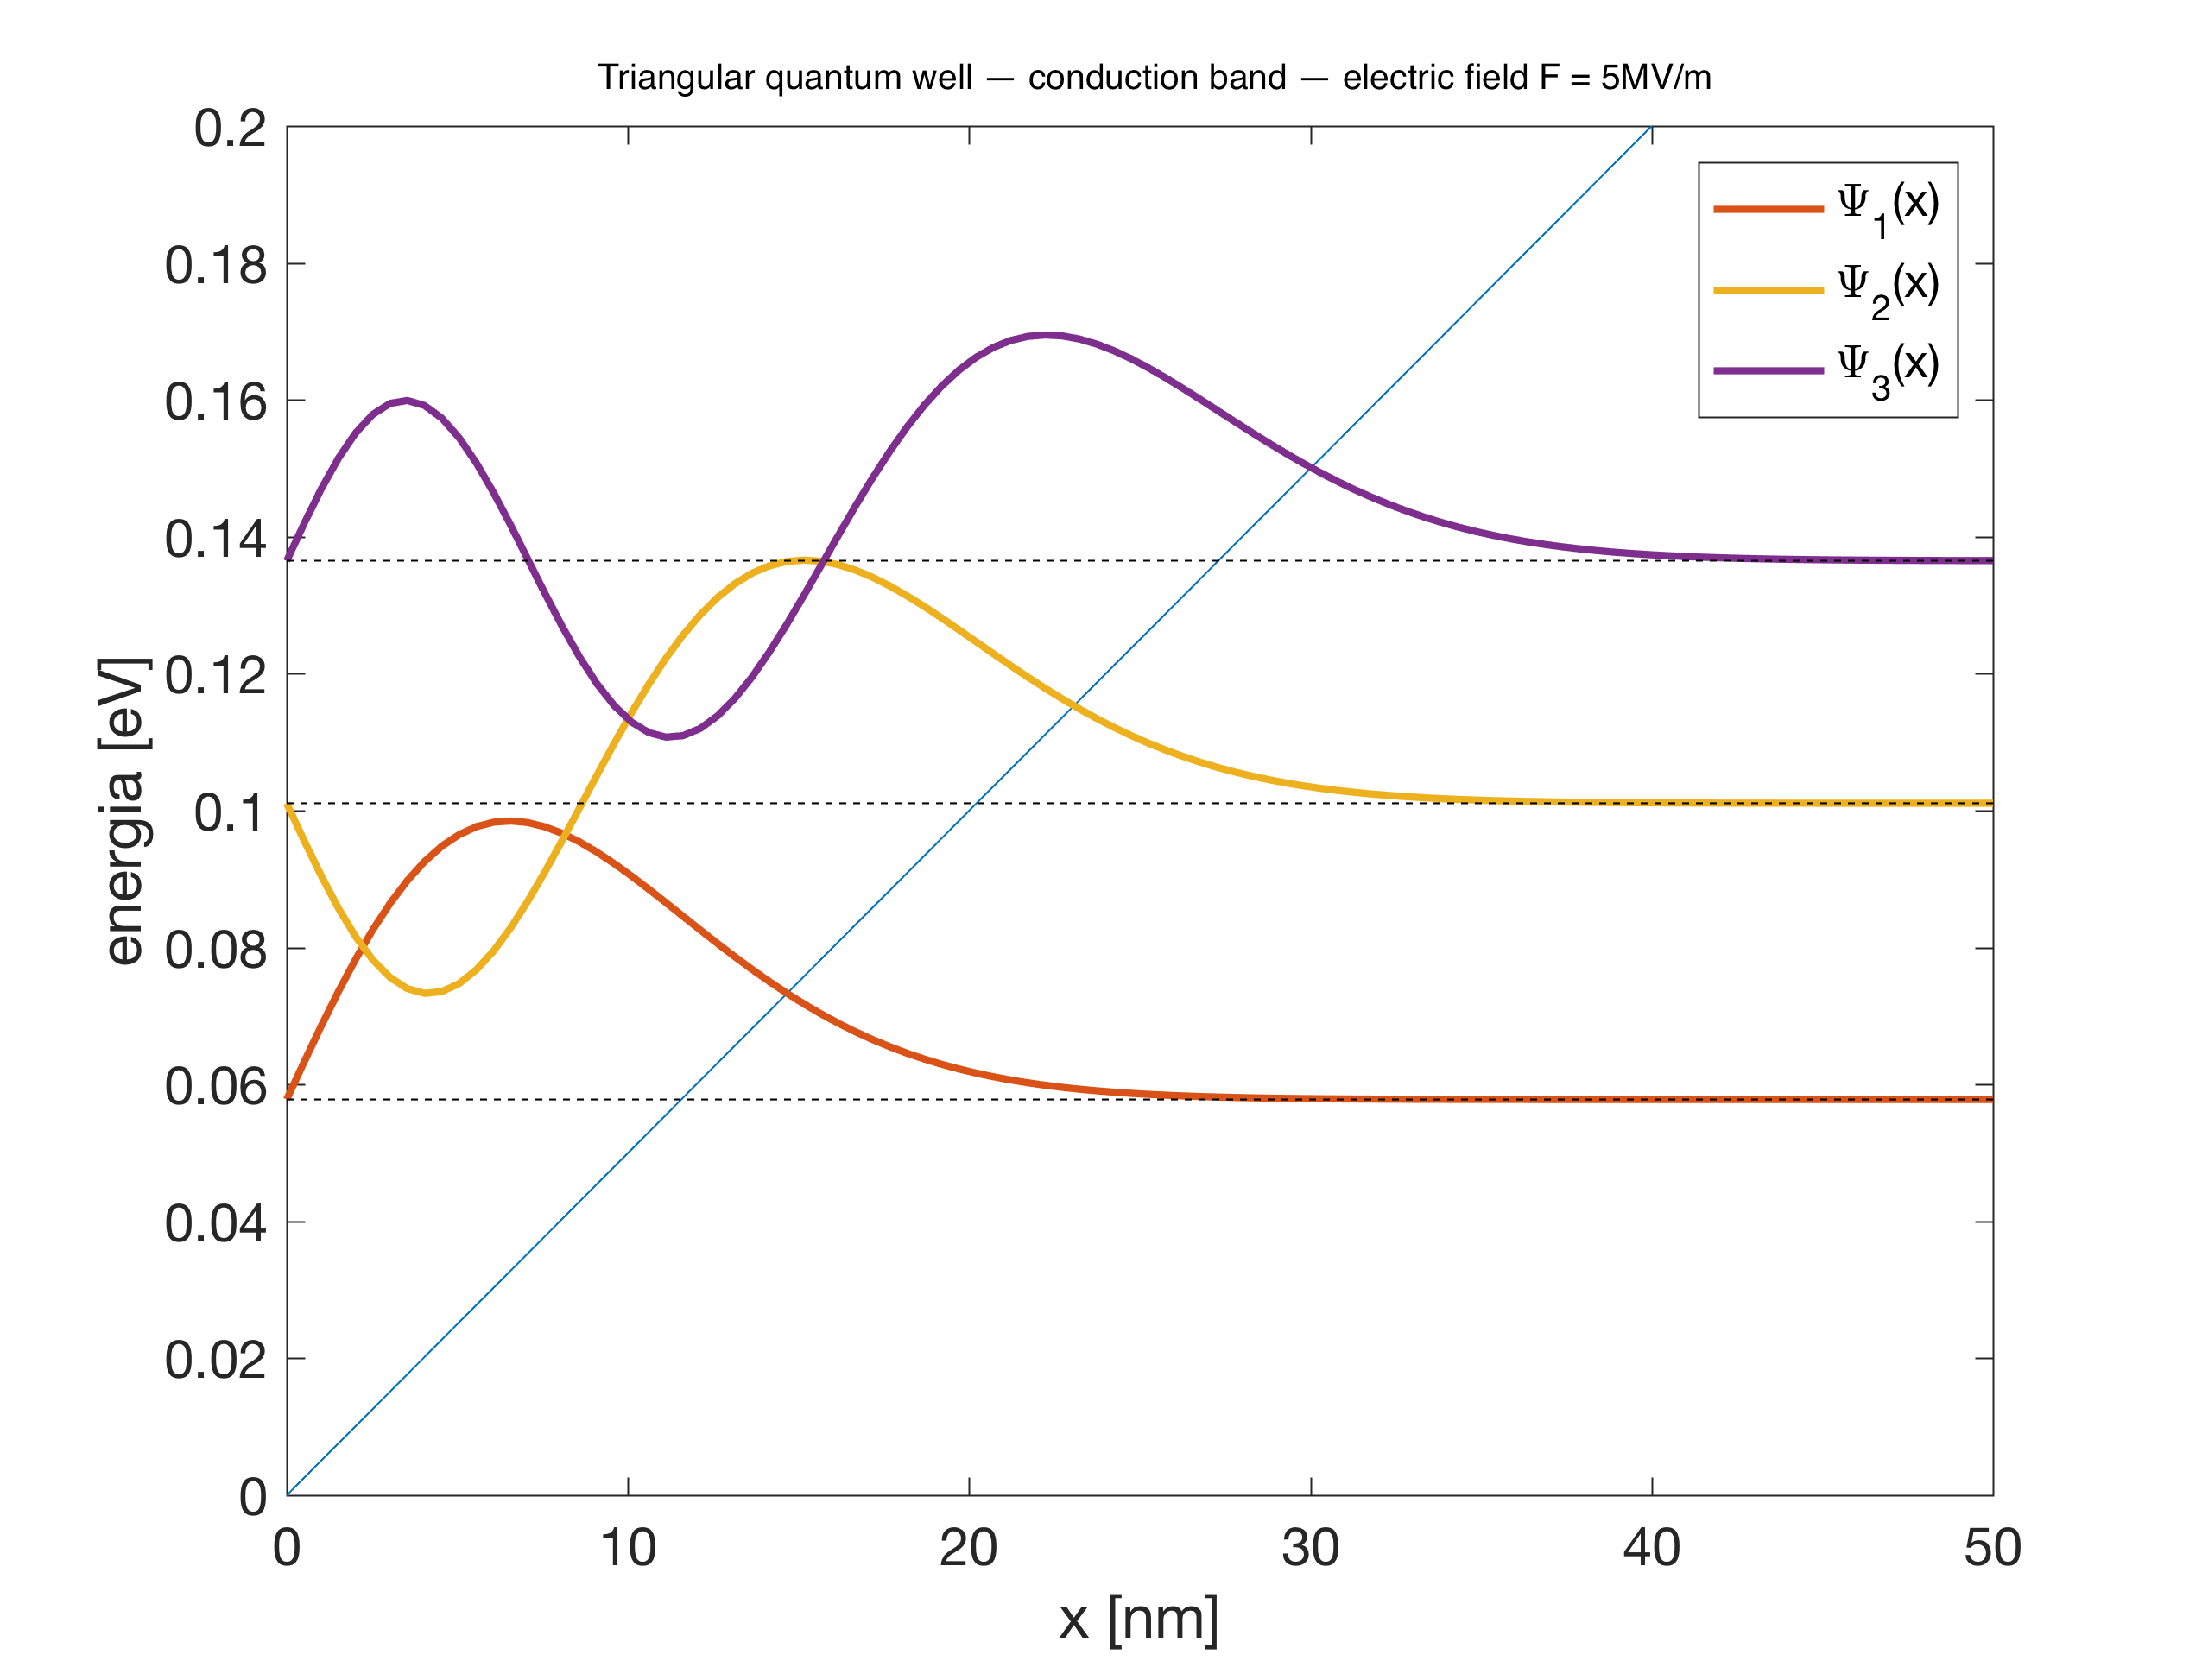 Triangular quantum well — conduction band — electric field F = 5MV/m
0.2
0.18
0.16
0.14
0.12
0.1
0.08
0.06
0.04
0.02
0
energia [eV]
Ψ1(x)
Ψ2(x)
Ψ3(x)
0 10 20 30 40 50
x [nm]